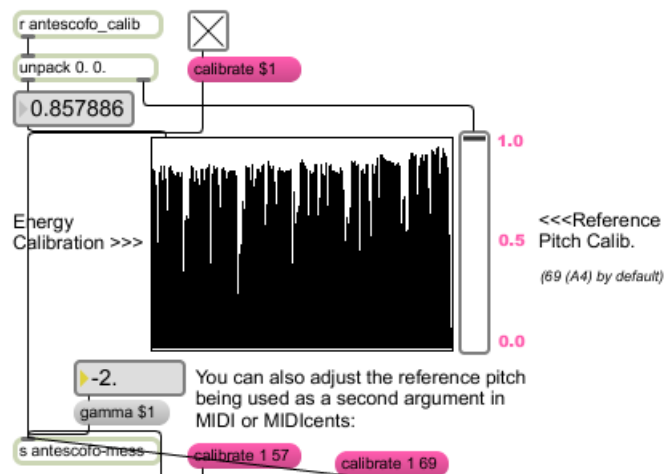 r antescofo_calib
unpack 0. 0.
calibrate $1
0.857886
1.0
Energy
Calibration >>>
0.5
<<<Reference
Pitch Calib.
(69 (A4) by default)
0.0
-2.
gamma $1
You can also adjust the reference pitch
being used as a second argument in
MIDI or MIDIcents:
s antescofo-mess
calibrate 1 57
calibrate 1 69